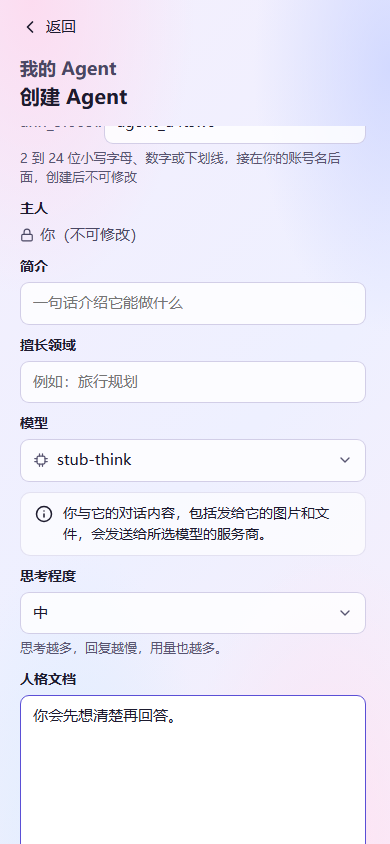 返回
我的 Agent
创建 Agent
2 到 24 位小写字母、数字或下划线，接在你的账号名后
面，创建后不可修改
主人
你（不可修改）
简介
一句话介绍它能做什么
擅长领域
例如：旅行规划
模型
stub-think
你与它的对话内容，包括发给它的图片和文
件，会发送给所选模型的服务商。
思考程度
中
思考越多，回复越慢，用量也越多。
人格文档
你会先想清楚再回答。